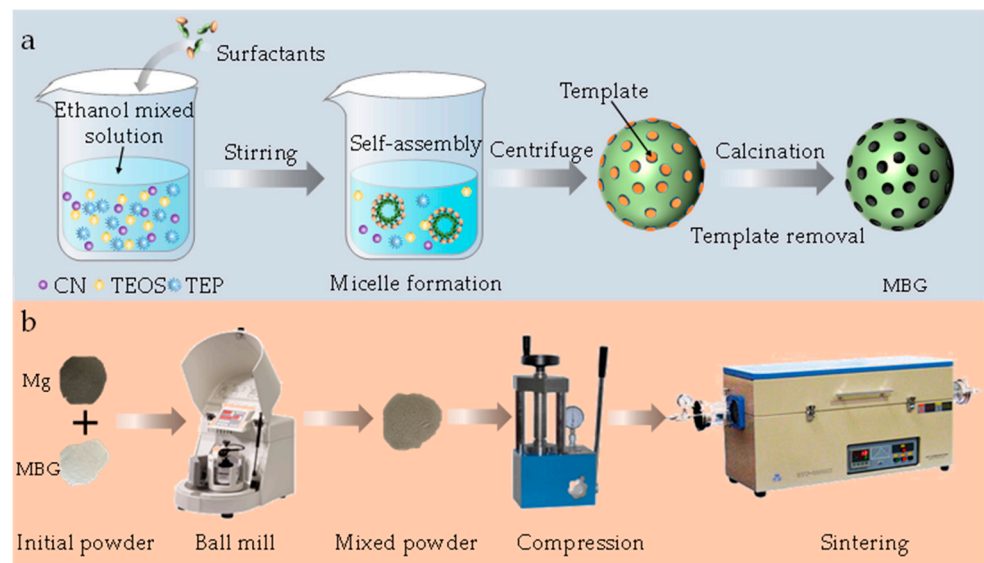 a
Surfactants
Ethanol mixed
solution
Stirring
Self-assembly
Centrifuge
Template
Calcination
Template removal
CN TEOS TEP
Micelle formation
MBG
b
Mg
+
MBG
Initial powder
Ball mill
Mixed powder
Compression
Sintering